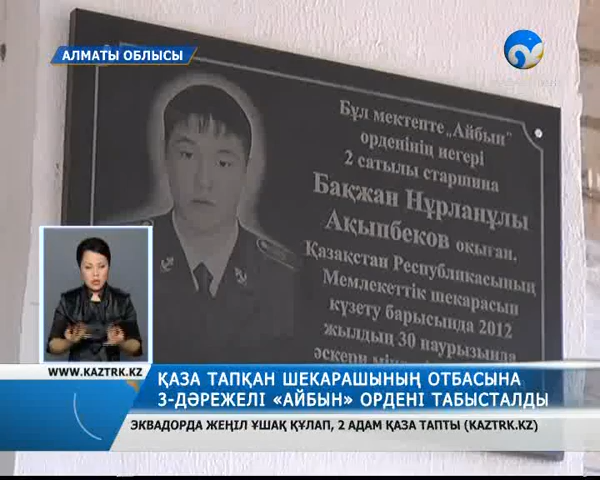 АЛМАТЫ ОБЛЫСЫ
Бұл мектепте „Айбын"
орденінің иегері
2 сатылы старшина
Бақжан Нұрланұлы
Ақыпбеков оқыған.
Қазақстан Республикасының
Мемлекеттік шекарасын
күзету барысында 2012
жылдың 30 наурызында
әскери
WWW.KAZTRK.KZ
ҚАЗА ТАПҚАН ШЕКАРАШЫНЫҢ ОТБАСЫНА
3-ДӘРЕЖЕЛІ «АЙБЫН» ОРДЕНІ ТАБЫСТАЛДЫ
ЭКВАДОРДА ЖЕҢІЛ ҰШАҚ ҚҰЛАП, 2 АДАМ ҚАЗА ТАПТЫ (KAZTRK.KZ)